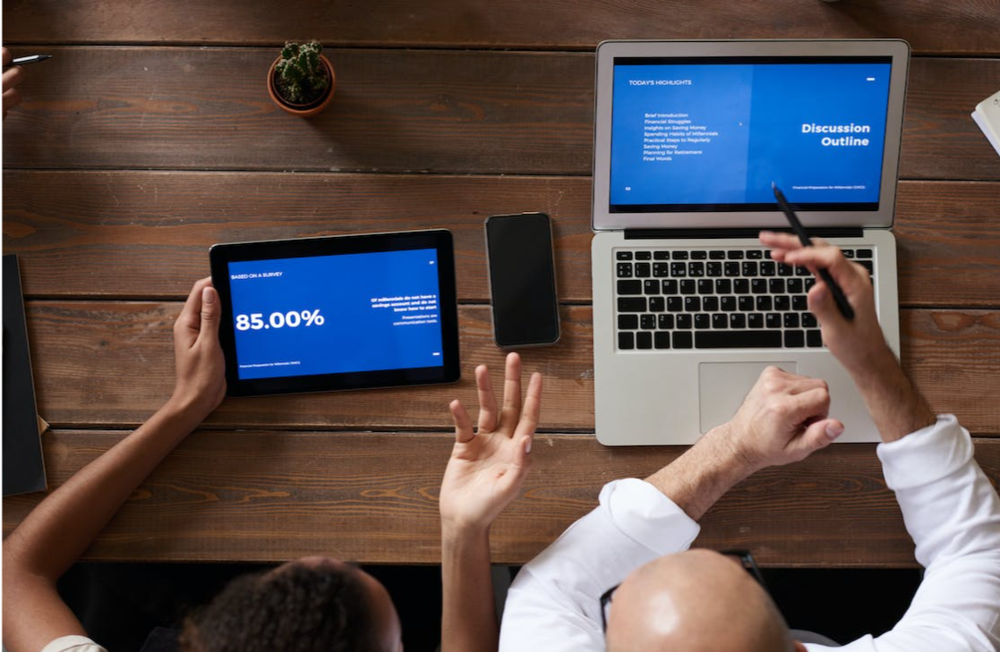 BASED ON A SURVEY
85.00%
Of millennials do not have a
savings account and do not
know how to start
Presentations are
communication tools
Financial Preparation for Millennials | DWCL
TODAY'S HIGHLIGHTS
Brief Introduction
Financial Struggles
Insights on Saving Money
Spending Habits of Millennials
Practical Steps to Regularly
Saving Money
Planning for Retirement
Final Words
Discussion
Outline
Financial Preparation for Millennials | DWCL